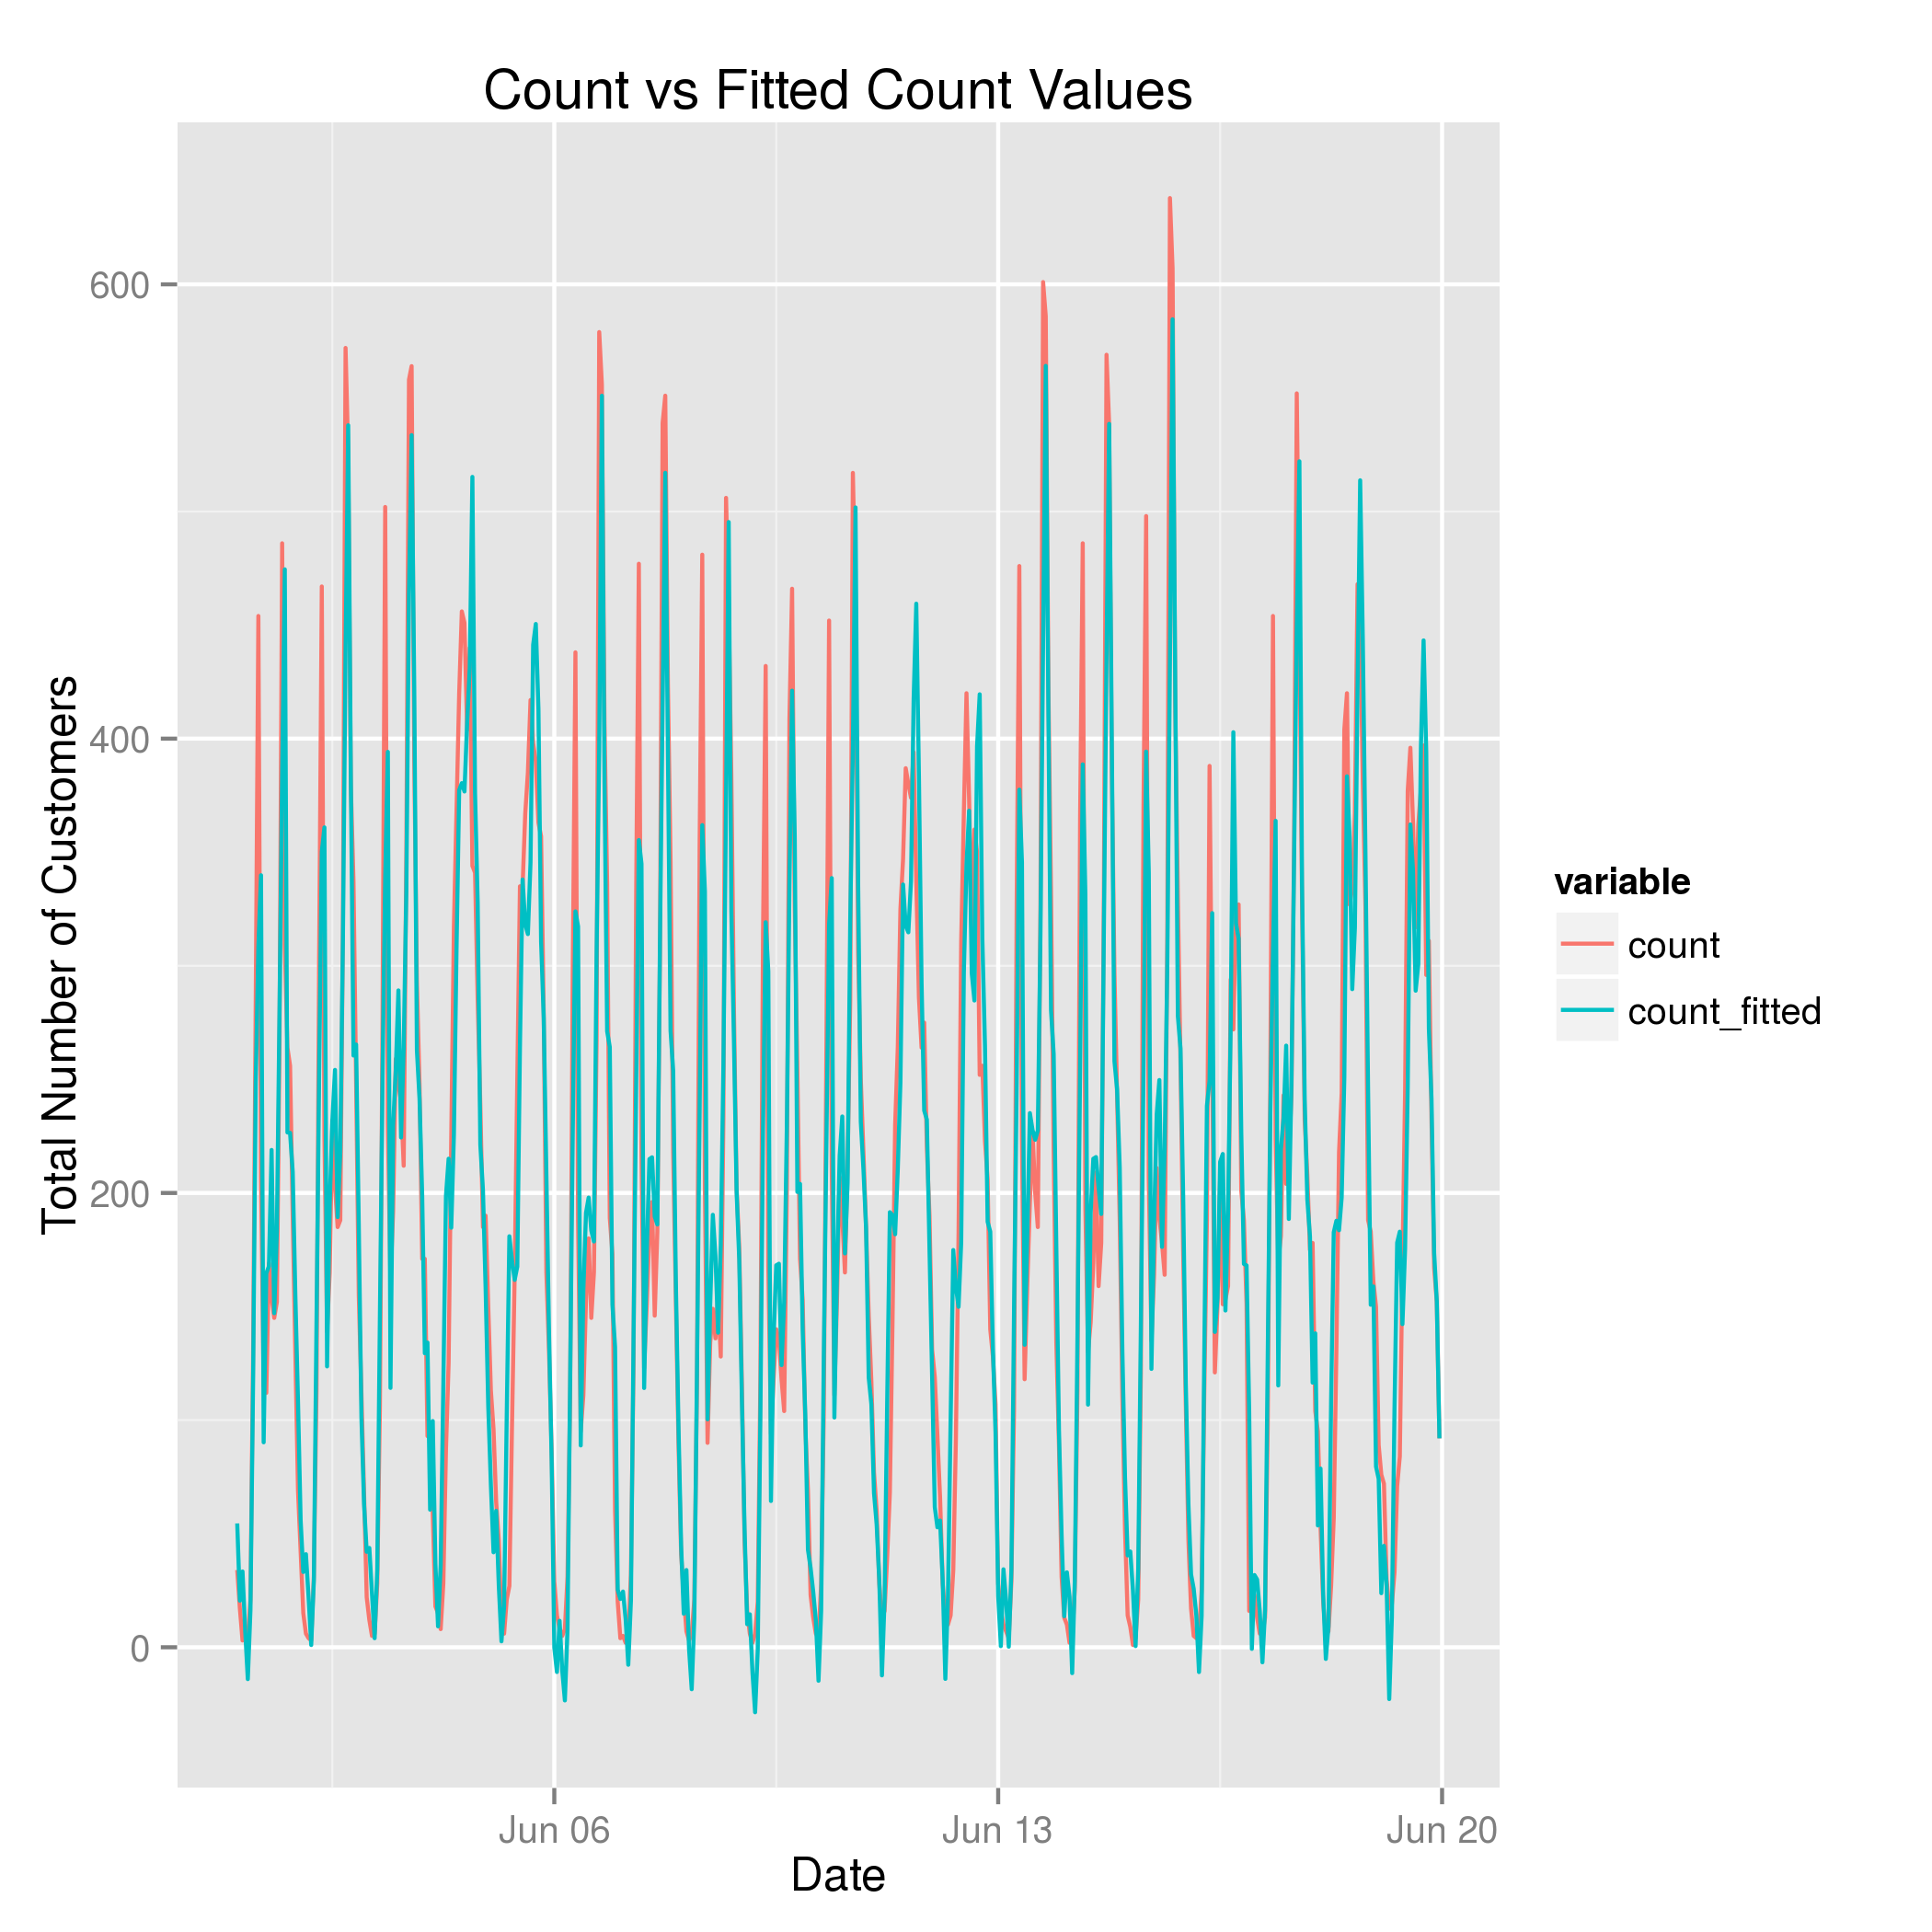 Count vs Fitted Count Values
Total Number of Customers
600
400
200
0
Jun 06
Jun 13
Jun 20
Date
variable
count
count_fitted